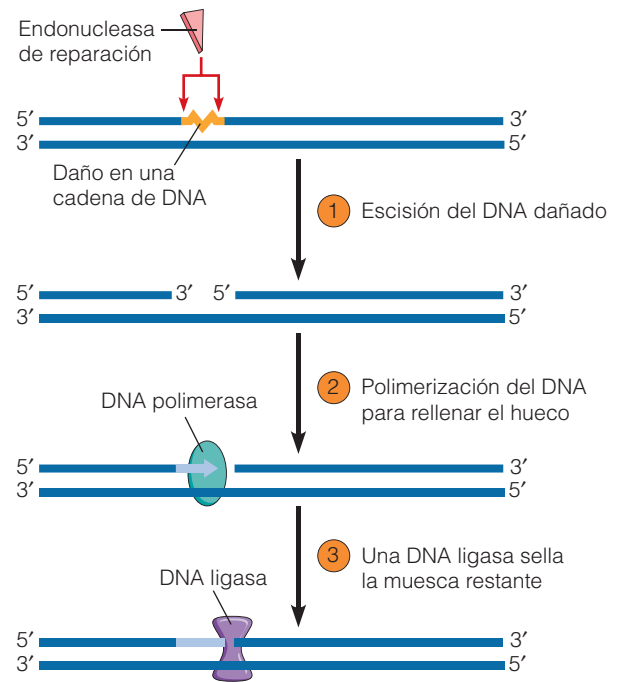 Endonucleasa
de reparación
5′ 3′
3′ 5′
Daño en una
cadena de DNA
1 Escisión del DNA dañado
5′ 3′ 5′ 3′
3′ 5′
2 Polimerización del DNA
para rellenar el hueco
DNA polimerasa
5′ 3′
3′ 5′
3 Una DNA ligasa sella
la muesca restante
DNA ligasa
5′ 3′
3′ 5′